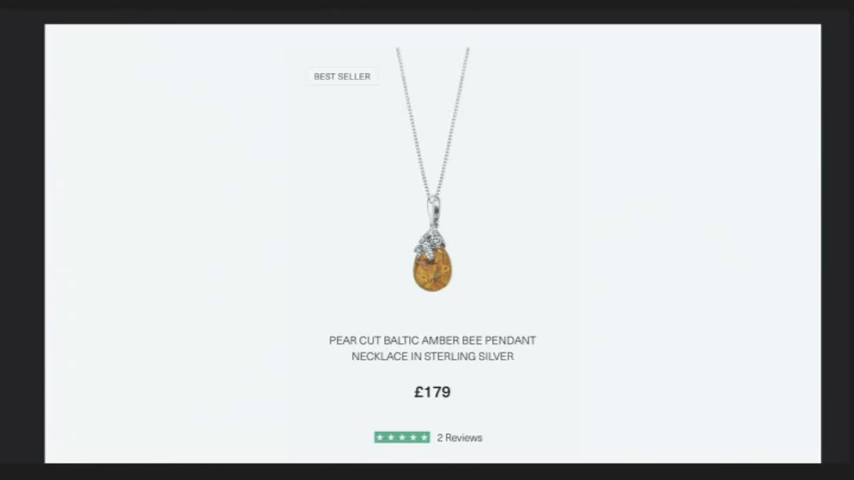 BEST SELLER
PEAR CUT BALTIC AMBER BEE PENDANT
NECKLACE IN STERLING SILVER
£179
2 Reviews